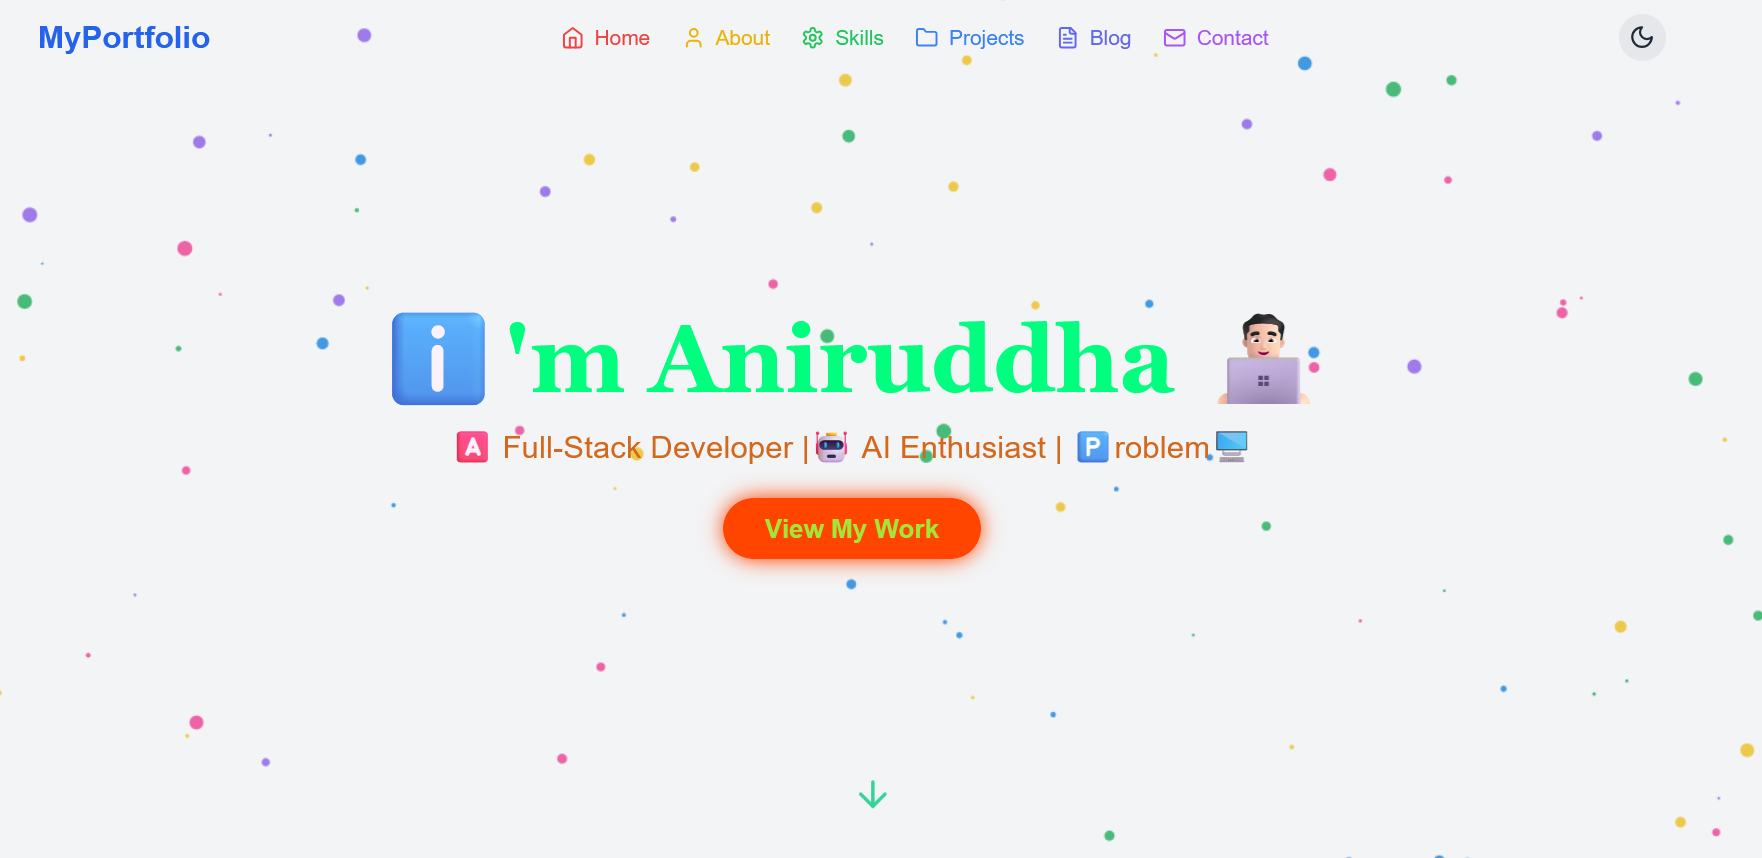 MyPortfolio
Home About Skills Projects Blog Contact
ℹ️ 'm Aniruddha 👨🏻‍💻
🅰️ Full-Stack Developer |🤖 AI Enthusiast | 🅿️roblem🖥️
View My Work